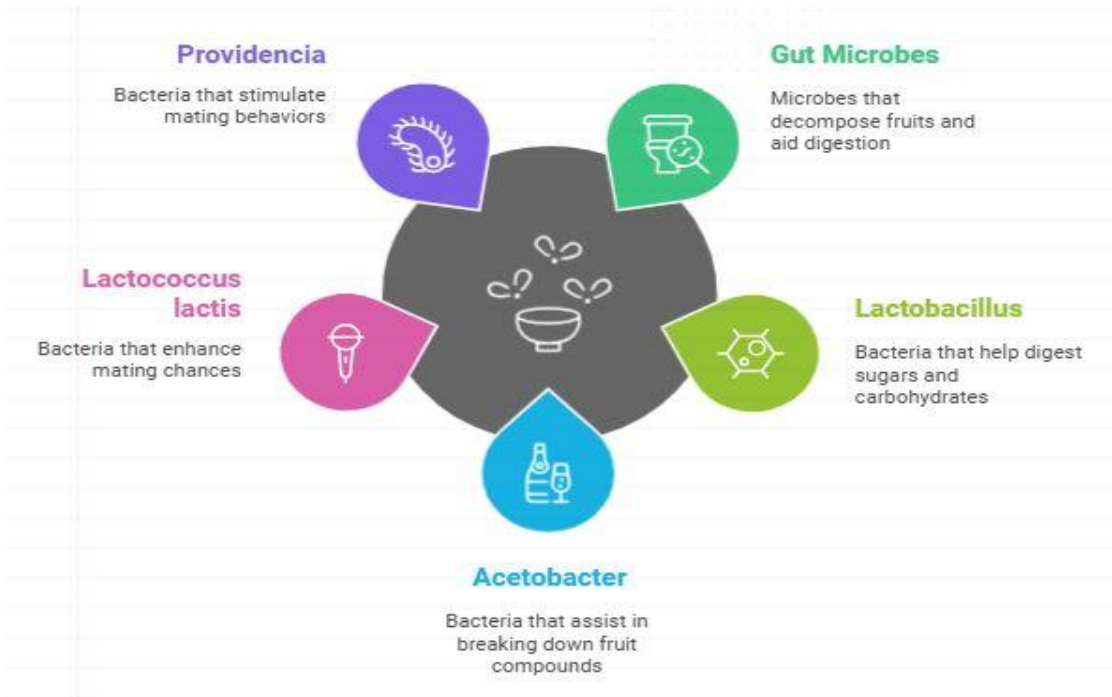 Providencia
Bacteria that stimulate
mating behaviors
Gut Microbes
Microbes that
decompose fruits and
aid digestion
Lactococcus
lactis
Bacteria that enhance
mating chances
Lactobacillus
Bacteria that help digest
sugars and
carbohydrates
Acetobacter
Bacteria that assist in
breaking down fruit
compounds